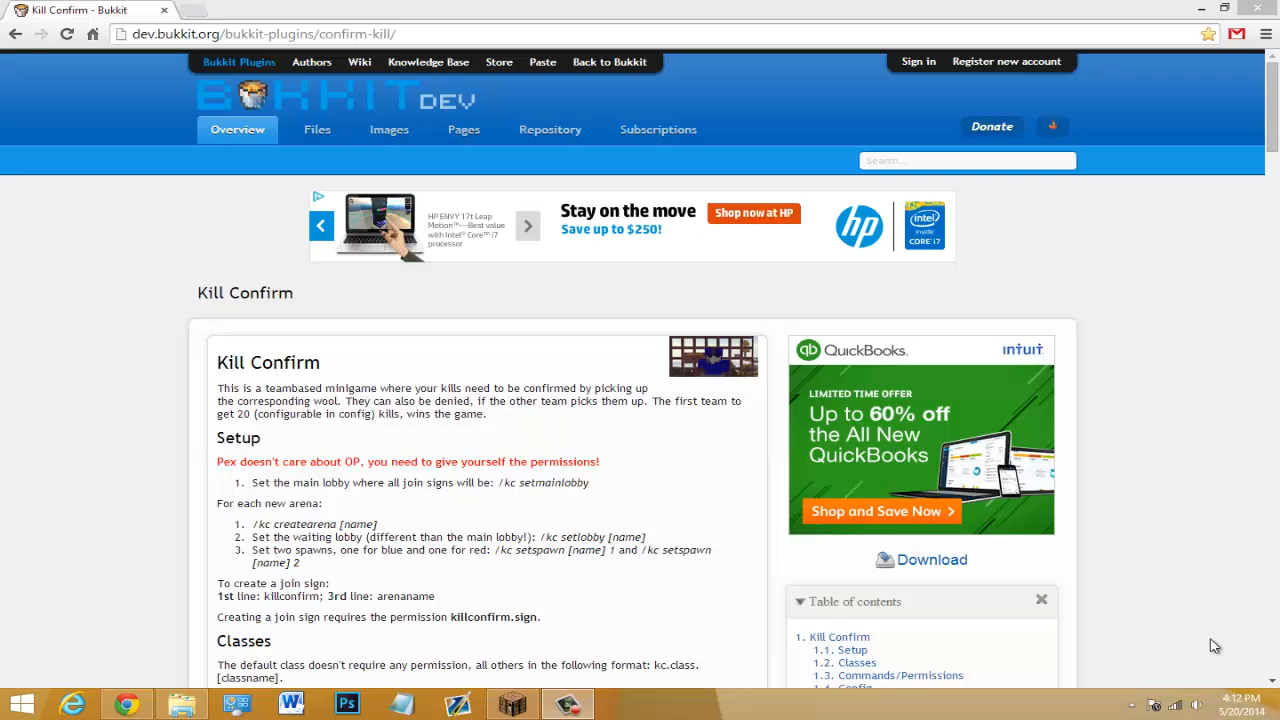 Kill Confirm - Bukkit
dev.bukkit.org/bukkit-plugins/confirm-kill/
Bukkit Plugins Authors Wiki Knowledge Base Store Paste Back to Bukkit Sign in Register new account
BUKKIT DEV
Overview Files Images Pages Repository Subscriptions Donate
Search...
HP ENVY 17t Leap
Motion™—Best value
with Intel® Core™ i7
processor
Stay on the move
Save up to $250!
Shop now at HP
hp
intel
inside
CORE i7
Kill Confirm
Kill Confirm
This is a teambased minigame where your kills need to be confirmed by picking up
the corresponding wool. They can also be denied, if the other team picks them up. The first team to
get 20 (configurable in config) kills, wins the game.
Setup
Pex doesn't care about OP, you need to give yourself the permissions!
1. Set the main lobby where all join signs will be: /kc setmainlobby
For each new arena:
1. /kc createarena [name]
2. Set the waiting lobby (different than the main lobby!): /kc setlobby [name]
3. Set two spawns, one for blue and one for red: /kc setspawn [name] 1 and /kc setspawn
[name] 2
To create a join sign:
1st line: killconfirm; 3rd line: arenaname
Creating a join sign requires the permission killconfirm.sign.
Classes
The default class doesn't require any permission, all others in the following format: kc.class.
[classname].
qb QuickBooks. intuit
LIMITED TIME OFFER
Up to 60% off
the All New
QuickBooks
Shop and Save Now >
Download
Table of contents
1. Kill Confirm
1.1. Setup
1.2. Classes
1.3. Commands/Permissions
1.4. Config
Ps
4:12 PM
5/20/2014